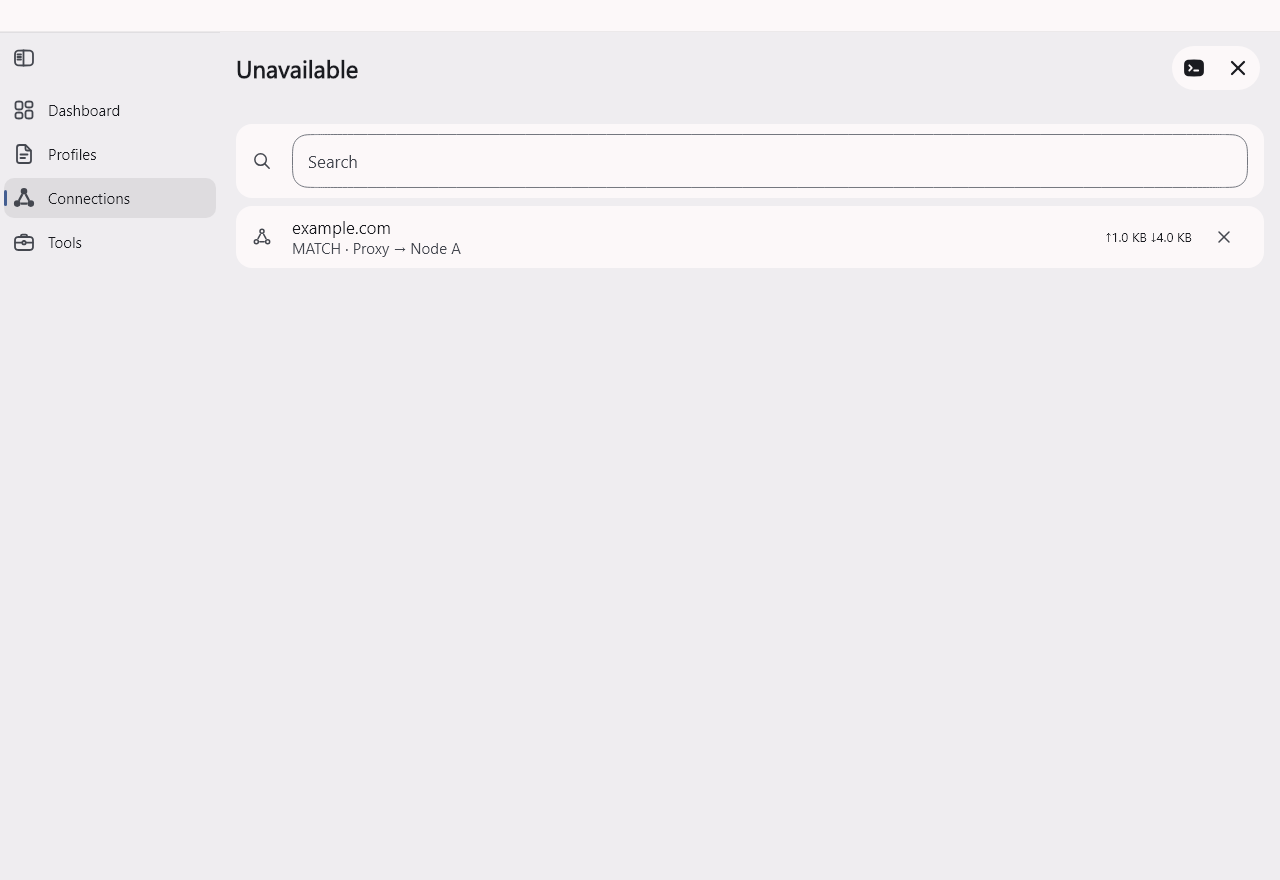 Unavailable
Dashboard
Profiles
Connections
Tools
Search
example.com
MATCH · Proxy → Node A
↑1.0 KB ↓4.0 KB